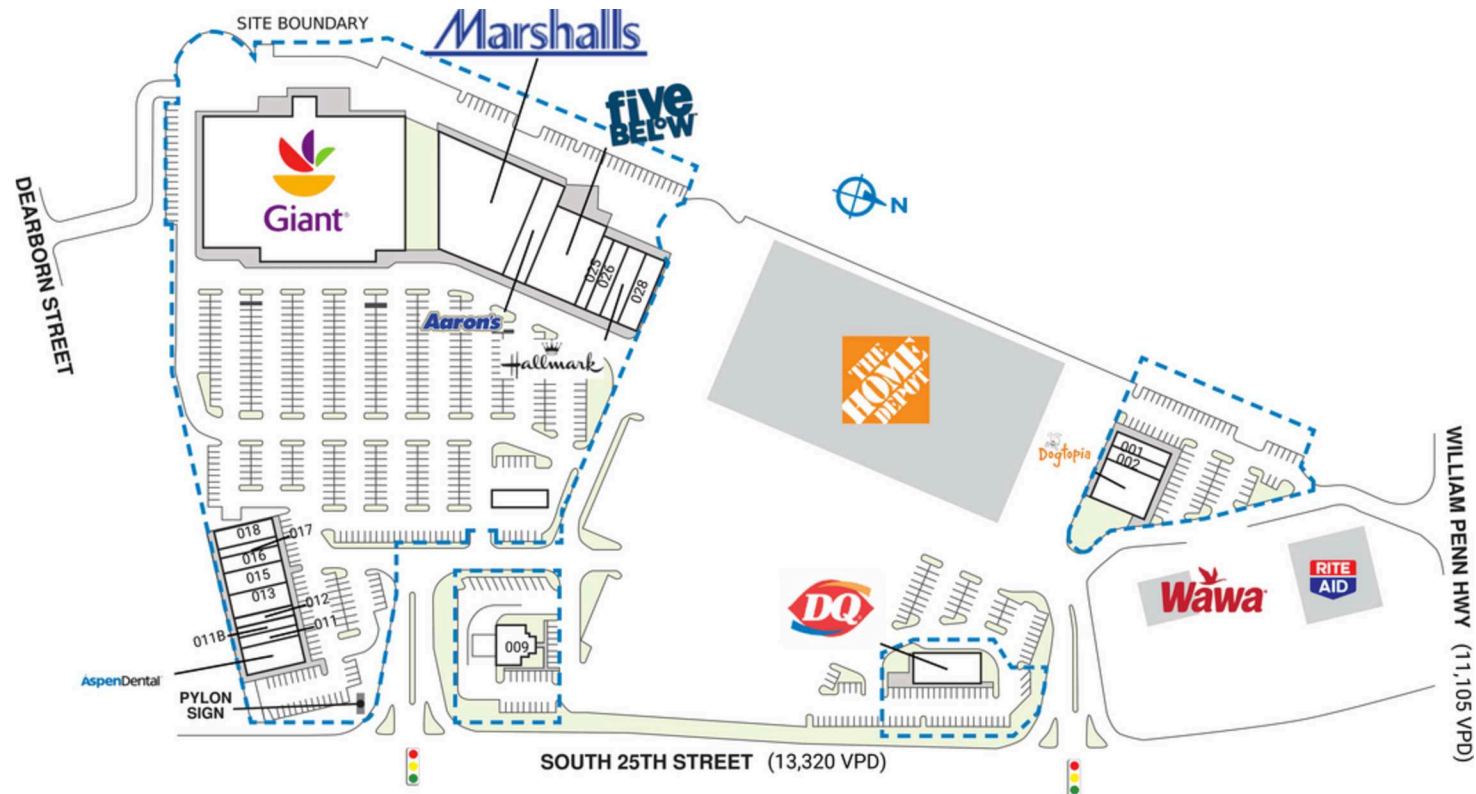 SITE BOUNDARY
Marshalls
five
BELOW
DEARBORN STREET
Giant
N
025
026
028
Aaron's
Hallmark
THE
HOME
DEPOT
Dogtopia
001
002
WILLIAM PENN HWY (11,105 VPD)
018
017
016
015
013
012
011B
011
AspenDental
PYLON
SIGN
009
DQ
Wawa
RITE
AID
SOUTH 25TH STREET (13,320 VPD)